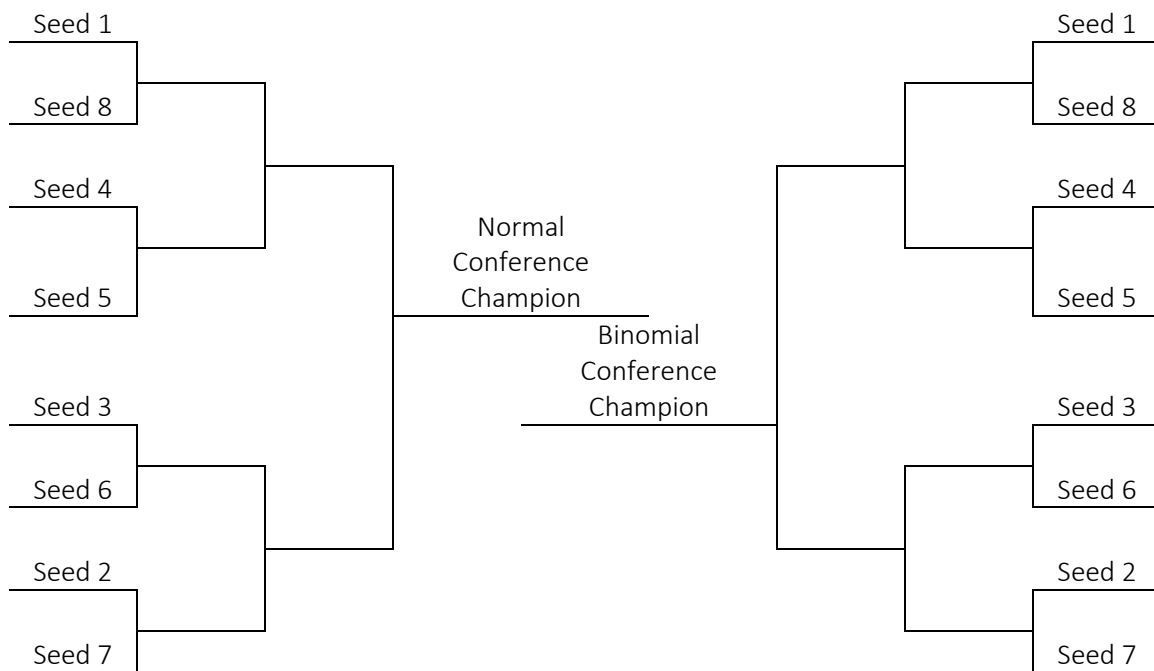 Seed 1
Seed 8
Seed 4
Seed 5
Seed 3
Seed 6
Seed 2
Seed 7
Normal
Conference
Champion
Binomial
Conference
Champion
Seed 1
Seed 8
Seed 4
Seed 5
Seed 3
Seed 6
Seed 2
Seed 7